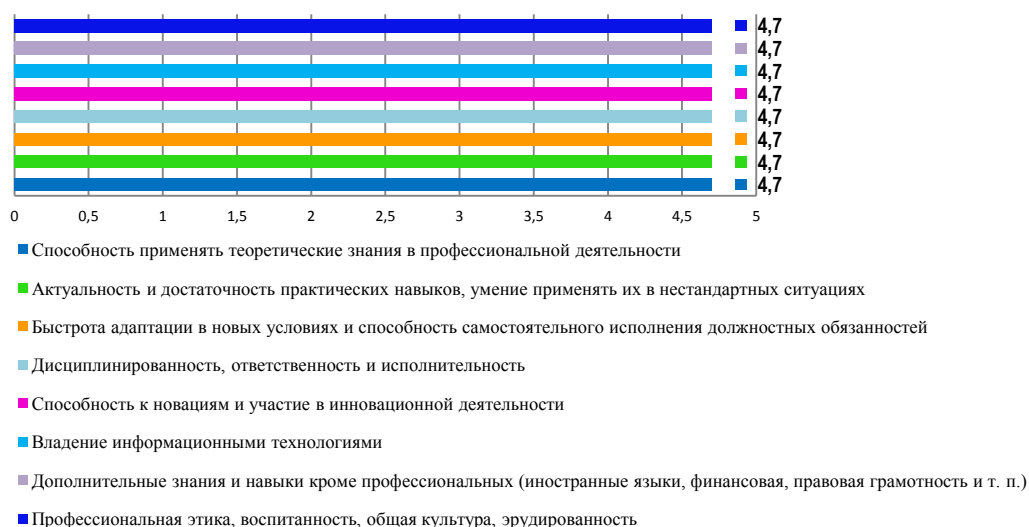 4,7
4,7
4,7
4,7
4,7
4,7
4,7
4,7
0 0,5 1 1,5 2 2,5 3 3,5 4 4,5 5
Способность применять теоретические знания в профессиональной деятельности
Актуальность и достаточность практических навыков, умение применять их в нестандартных ситуациях
Быстрота адаптации в новых условиях и способность самостоятельного исполнения должностных обязанностей
Дисциплинированность, ответственность и исполнительность
Способность к новациям и участие в инновационной деятельности
Владение информационными технологиями
Дополнительные знания и навыки кроме профессиональных (иностранные языки, финансовая, правовая грамотность и т. п.)
Профессиональная этика, воспитанность, общая культура, эрудированность